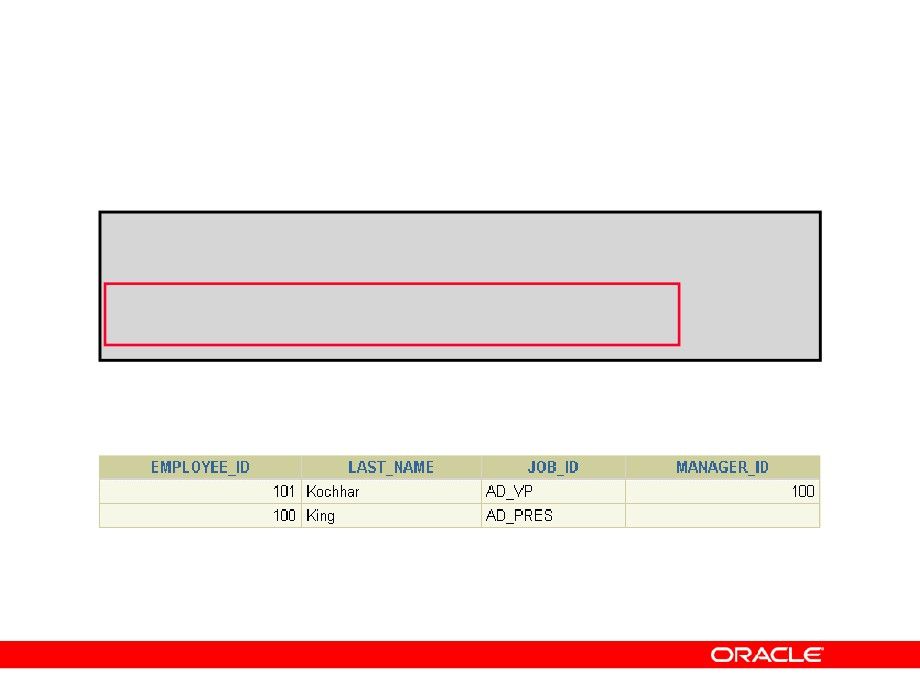 EMPLOYEE_ID LAST_NAME JOB_ID MANAGER_ID
101 Kochhar AD_VP 100
100 King AD_PRES
ORACLE